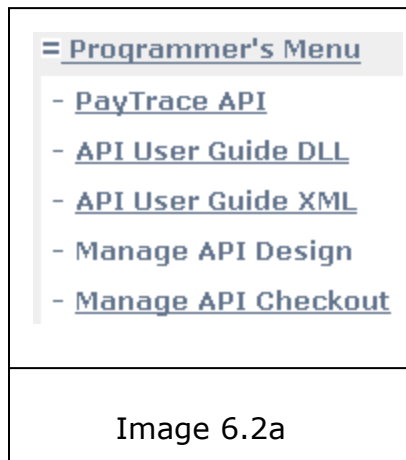 = Programmer's Menu
- PayTrace API
- API User Guide DLL
- API User Guide XML
- Manage API Design
- Manage API Checkout
Image 6.2a